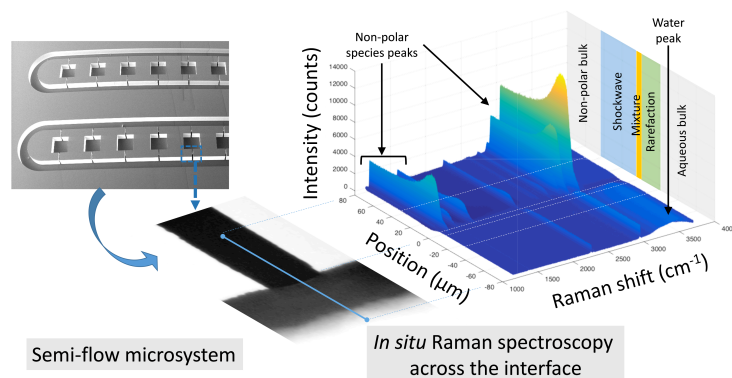 Non-polar
species peaks
Water
peak
Intensity (counts)
14000
12000
10000
8000
6000
4000
2000
0
Non-polar bulk
Shockwave
Mixture
Rarefaction
Aqueous bulk
80
60
40
20
0
-20
-40
-60
-80
Position (μm)
1000
1500
2000
2500
3000
3500
400
Raman shift (cm-1)
Semi-flow microsystem
In situ Raman spectroscopy
across the interface